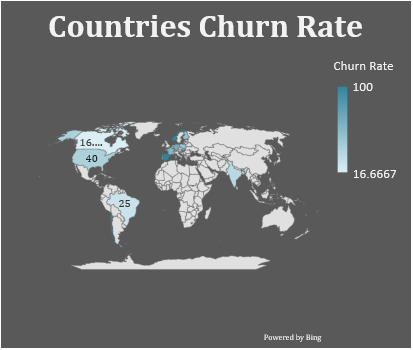 Countries Churn Rate
Churn Rate
100
16.6667
16....
40
25
Powered by Bing